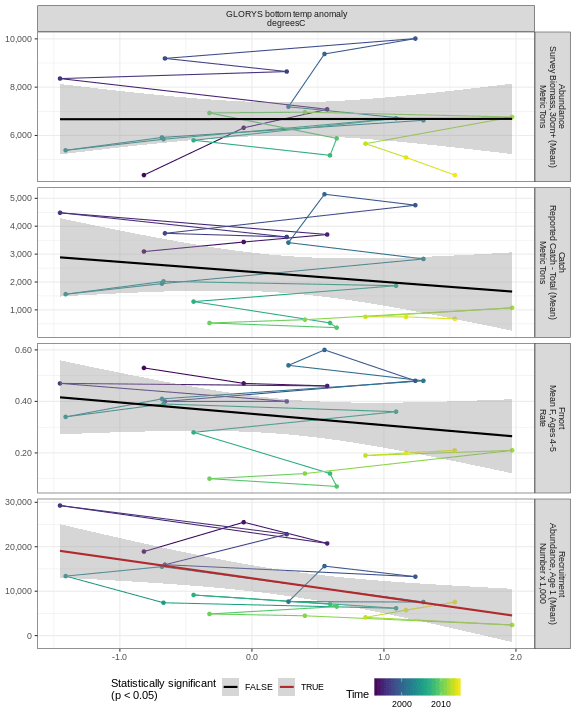 GLORYS bottom temp anomaly
degreesC
10,000
8,000
6,000
Abundance
Survey Biomass, 30cm+ (Mean)
Metric Tons
5,000
4,000
3,000
2,000
1,000
Catch
Reported Catch - Total (Mean)
Metric Tons
0.60
0.40
0.20
Fmort
Mean F, Ages 4-5
Rate
30,000
20,000
10,000
0
Recruitment
Abundance, Age 1 (Mean)
Number x 1,000
-1.0
0.0
1.0
2.0
Statistically significant
(p < 0.05)
FALSE
TRUE
Time
2000
2010